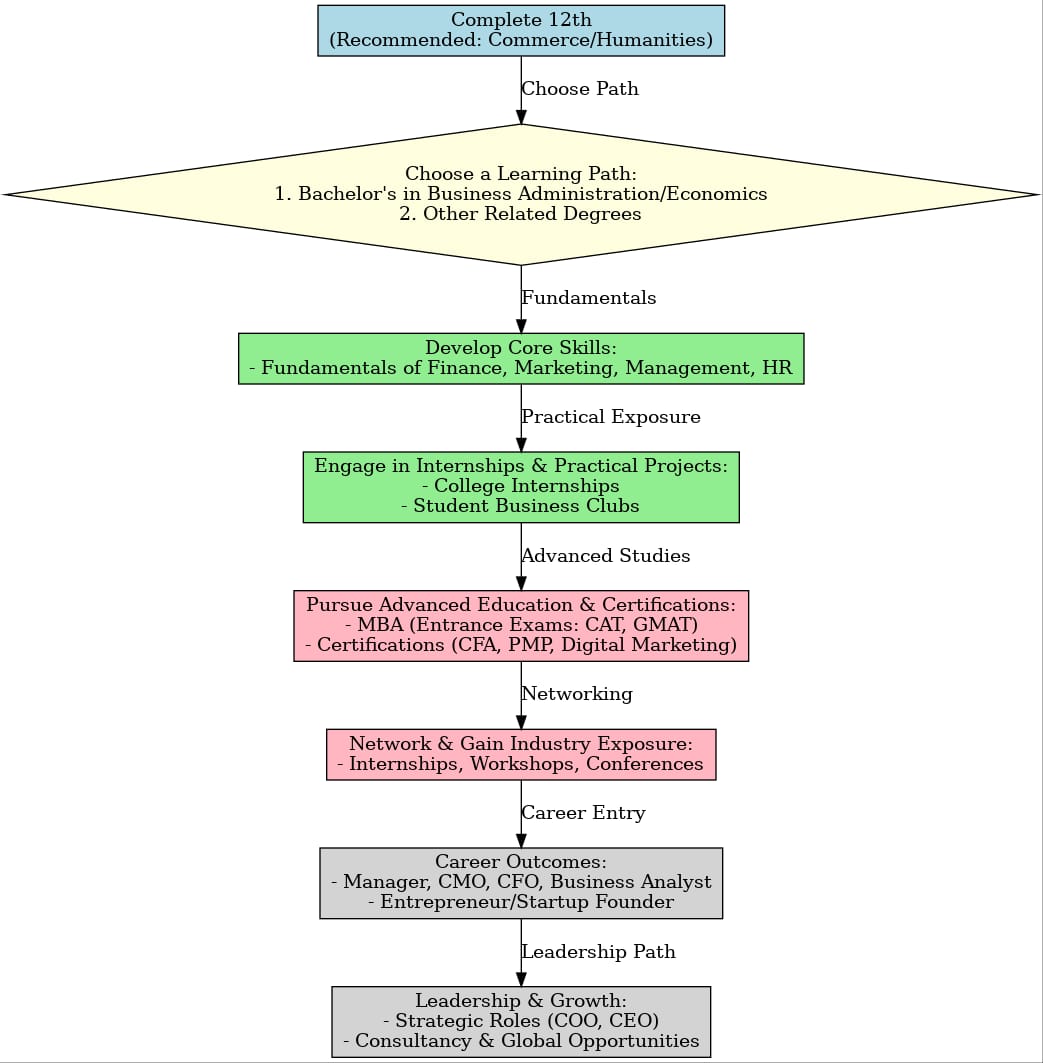 Complete 12th
(Recommended: Commerce/Humanities)
Choose Path
Choose a Learning Path:
1. Bachelor's in Business Administration/Economics
2. Other Related Degrees
Fundamentals
Develop Core Skills:
- Fundamentals of Finance, Marketing, Management, HR
Practical Exposure
Engage in Internships & Practical Projects:
- College Internships
- Student Business Clubs
Advanced Studies
Pursue Advanced Education & Certifications:
- MBA (Entrance Exams: CAT, GMAT)
- Certifications (CFA, PMP, Digital Marketing)
Networking
Network & Gain Industry Exposure:
- Internships, Workshops, Conferences
Career Entry
Career Outcomes:
- Manager, CMO, CFO, Business Analyst
- Entrepreneur/Startup Founder
Leadership Path
Leadership & Growth:
- Strategic Roles (COO, CEO)
- Consultancy & Global Opportunities